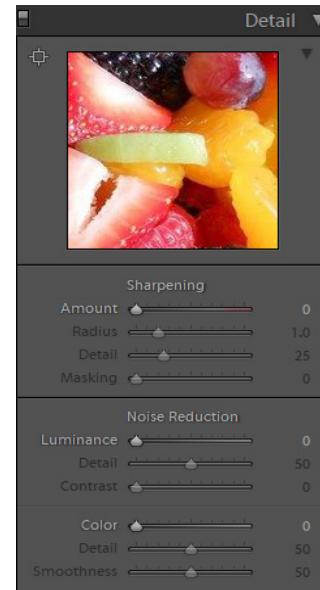 Detail
Sharpening
Amount 0
Radius 1.0
Detail 25
Masking 0
Noise Reduction
Luminance 0
Detail 50
Contrast 0
Color 0
Detail 50
Smoothness 50